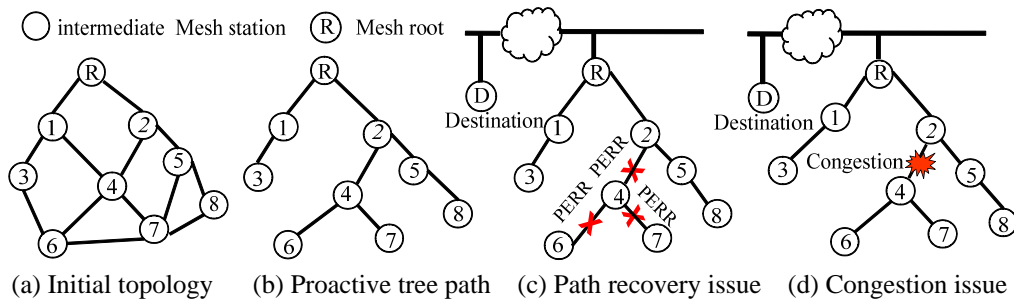 intermediate Mesh station
R Mesh root
R
1
2
3
4
5
6
7
8
(a) Initial topology
R
1
2
3
4
5
6
7
8
(b) Proactive tree path
D
Destination
R
1
2
3
4
5
6
7
8
PERR
PERR
PERR
(c) Path recovery issue
D
Destination
R
1
2
Congestion
3
4
5
6
7
8
(d) Congestion issue